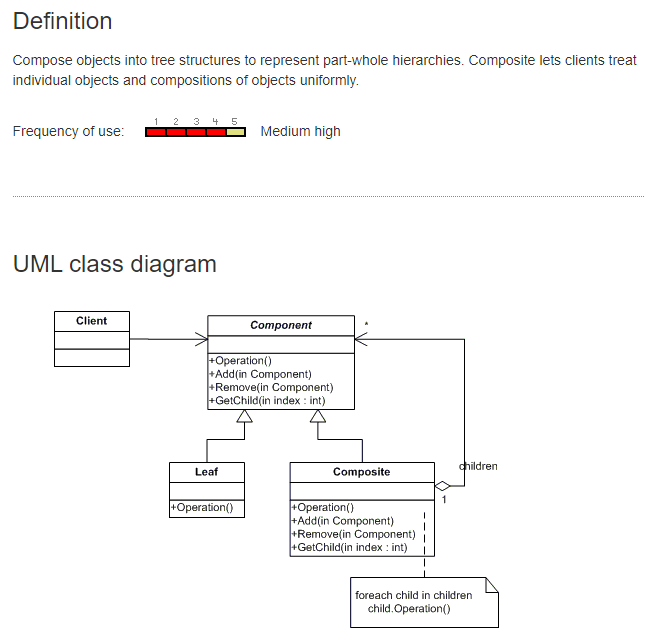 Definition
Compose objects into tree structures to represent part-whole hierarchies. Composite lets clients treat
individual objects and compositions of objects uniformly.
1 2 3 4 5
Frequency of use: Medium high
UML class diagram
Client
Component
*
+Operation()
+Add(in Component)
+Remove(in Component)
+GetChild(in index : int)
Leaf
+Operation()
Composite
children
1
+Operation()
+Add(in Component)
+Remove(in Component)
+GetChild(in index : int)
foreach child in children
child.Operation()